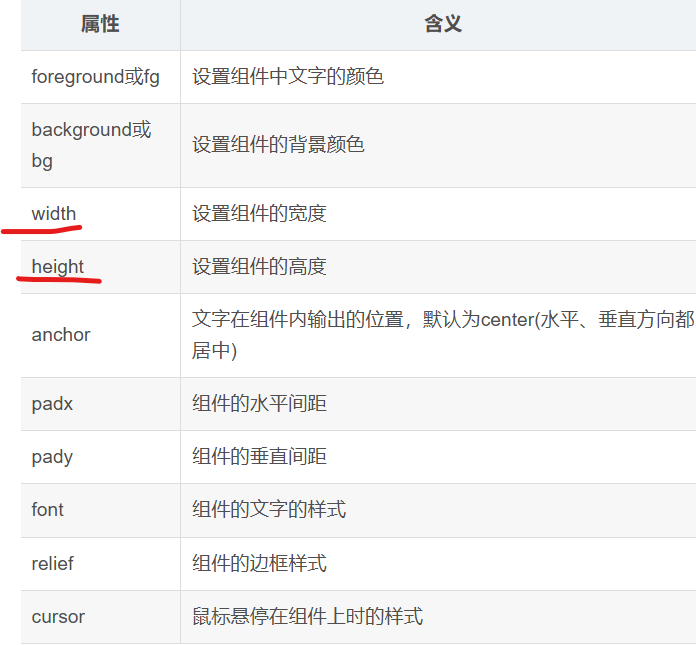 属性 含义
foreground或fg 设置组件中文字的颜色
background或
bg
设置组件的背景颜色
width 设置组件的宽度
height 设置组件的高度
anchor
文字在组件内输出的位置，默认为center(水平、垂直方向都
居中)
padx 组件的水平间距
pady 组件的垂直间距
font 组件的文字的样式
relief 组件的边框样式
cursor 鼠标悬停在组件上时的样式